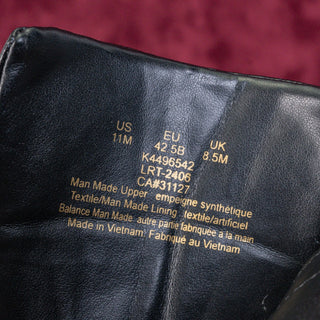 US EU UK
11M 42.5B 8.5M
K4496542
LRT-2406
CA#31127
Man Made Upper empeigne synthétique
Textile/Man Made Lining textile/artificiel
Balance Man Made autre partie fabriquée a la main
Made in Vietnam Fabriqué au Vietnam